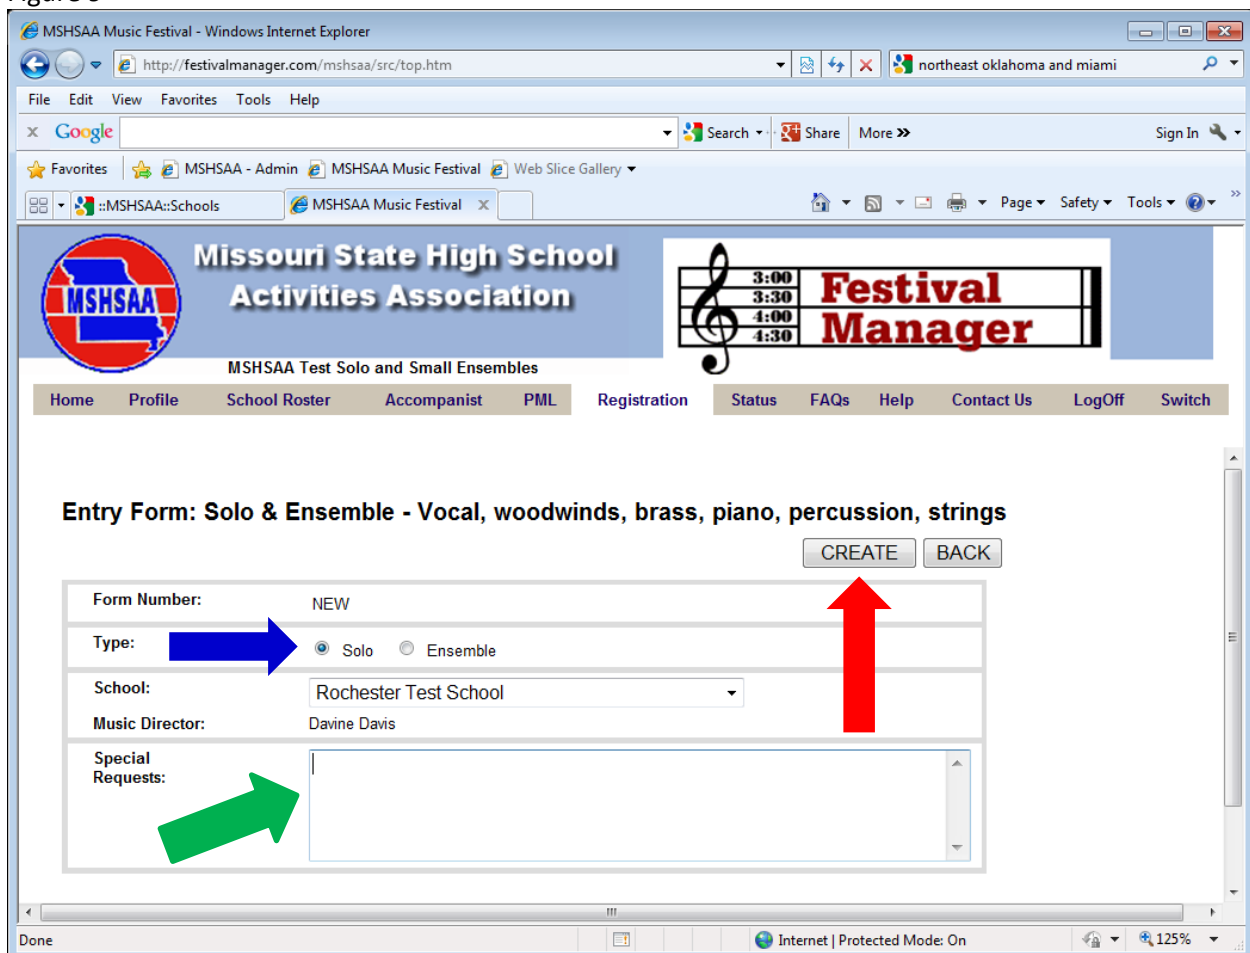 MSHSAA Music Festival - Windows Internet Explorer
http://festivalmanager.com/mshsaa/src/top.htm
northeast oklahoma and miami
File Edit View Favorites Tools Help
x Google Search Share More >> Sign In
Favorites MSHSAA - Admin MSHSAA Music Festival Web Slice Gallery
::MSHSAA::Schools MSHSAA Music Festival x Page Safety Tools
MSHSAA
Missouri State High School
Activities Association
3:00
3:30
4:00
4:30
Festival
Manager
MSHSAA Test Solo and Small Ensembles
Home Profile School Roster Accompanist PML Registration Status FAQs Help Contact Us LogOff Switch
Entry Form: Solo & Ensemble - Vocal, woodwinds, brass, piano, percussion, strings
CREATE BACK
Form Number: NEW
Type: Solo Ensemble
School: Rochester Test School
Music Director: Davine Davis
Special
Requests:
Done Internet | Protected Mode: On 125%